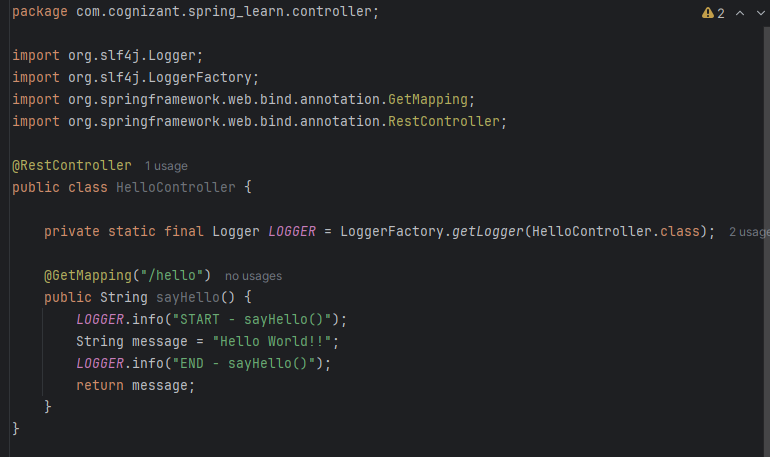 package com.cognizant.spring_learn.controller; 2
import org.slf4j.Logger;
import org.slf4j.LoggerFactory;
import org.springframework.web.bind.annotation.GetMapping;
import org.springframework.web.bind.annotation.RestController;
@RestController 1 usage
public class HelloController {
private static final Logger LOGGER = LoggerFactory.getLogger(HelloController.class); 2 usage
@GetMapping("/hello") no usages
public String sayHello() {
LOGGER.info("START - sayHello()");
String message = "Hello World!!";
LOGGER.info("END - sayHello()");
return message;
}
}